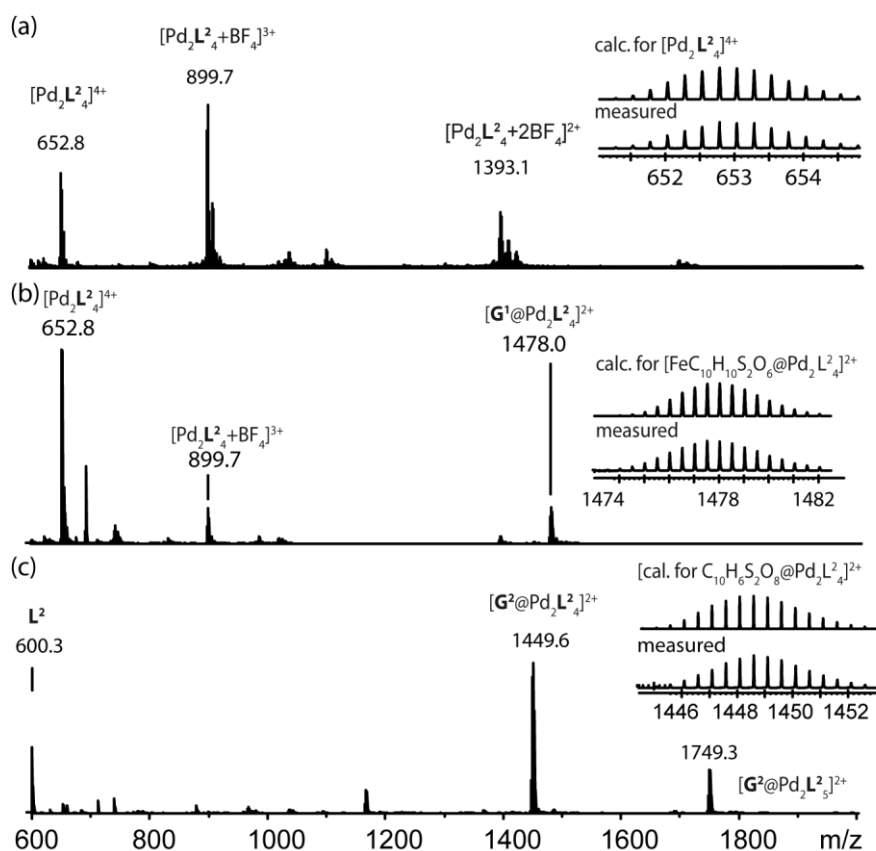 (a)
[Pd₂L²₄+BF₄]³⁺
899.7
[Pd₂L²₄]⁴⁺
652.8
[Pd₂L²₄+2BF₄]²⁺
1393.1
calc. for [Pd₂L²₄]⁴⁺
measured
652 653 654
(b)
[Pd₂L²₄]⁴⁺
652.8
[Pd₂L²₄+BF₄]³⁺
899.7
[G¹@Pd₂L²₄]²⁺
1478.0
calc. for [FeC₁₀H₁₀S₂O₆@Pd₂L²₄]²⁺
measured
1474 1478 1482
(c)
L²
600.3
[G²@Pd₂L²₄]²⁺
1449.6
[cal. for C₁₀H₆S₂O₈@Pd₂L²₄]²⁺
measured
1446 1448 1450 1452
1749.3
[G²@Pd₂L²₅]²⁺
600 800 1000 1200 1400 1600 1800 m/z